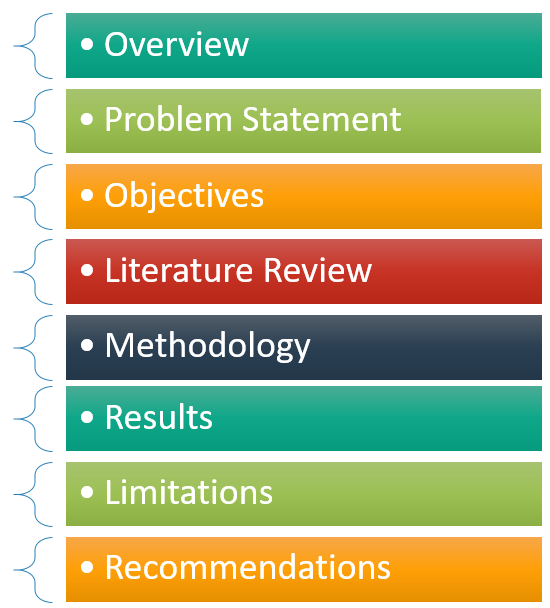 • Overview
• Problem Statement
• Objectives
• Literature Review
• Methodology
• Results
• Limitations
• Recommendations